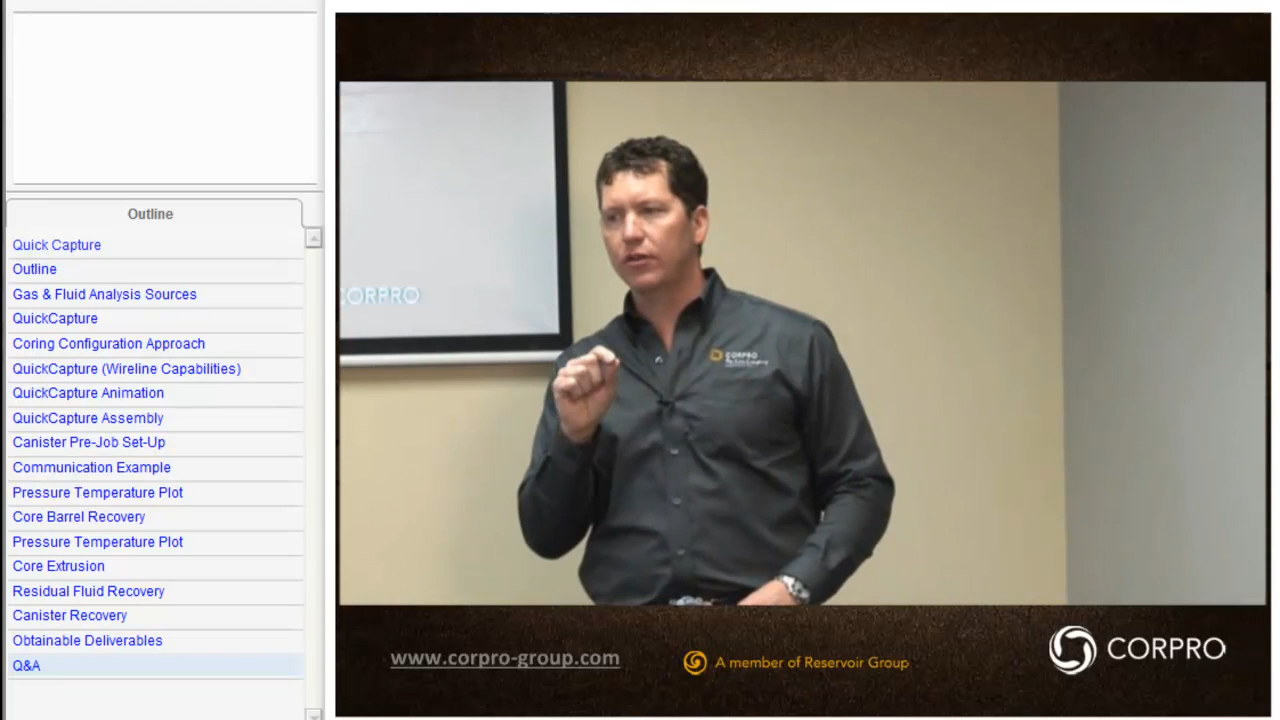 Outline
Quick Capture
Outline
Gas & Fluid Analysis Sources
QuickCapture
Coring Configuration Approach
QuickCapture (Wireline Capabilities)
QuickCapture Animation
QuickCapture Assembly
Canister Pre-Job Set-Up
Communication Example
Pressure Temperature Plot
Core Barrel Recovery
Pressure Temperature Plot
Core Extrusion
Residual Fluid Recovery
Canister Recovery
Obtainable Deliverables
Q&A
CORPRO
CORPRO
www.corpro-group.com
A member of Reservoir Group
CORPRO